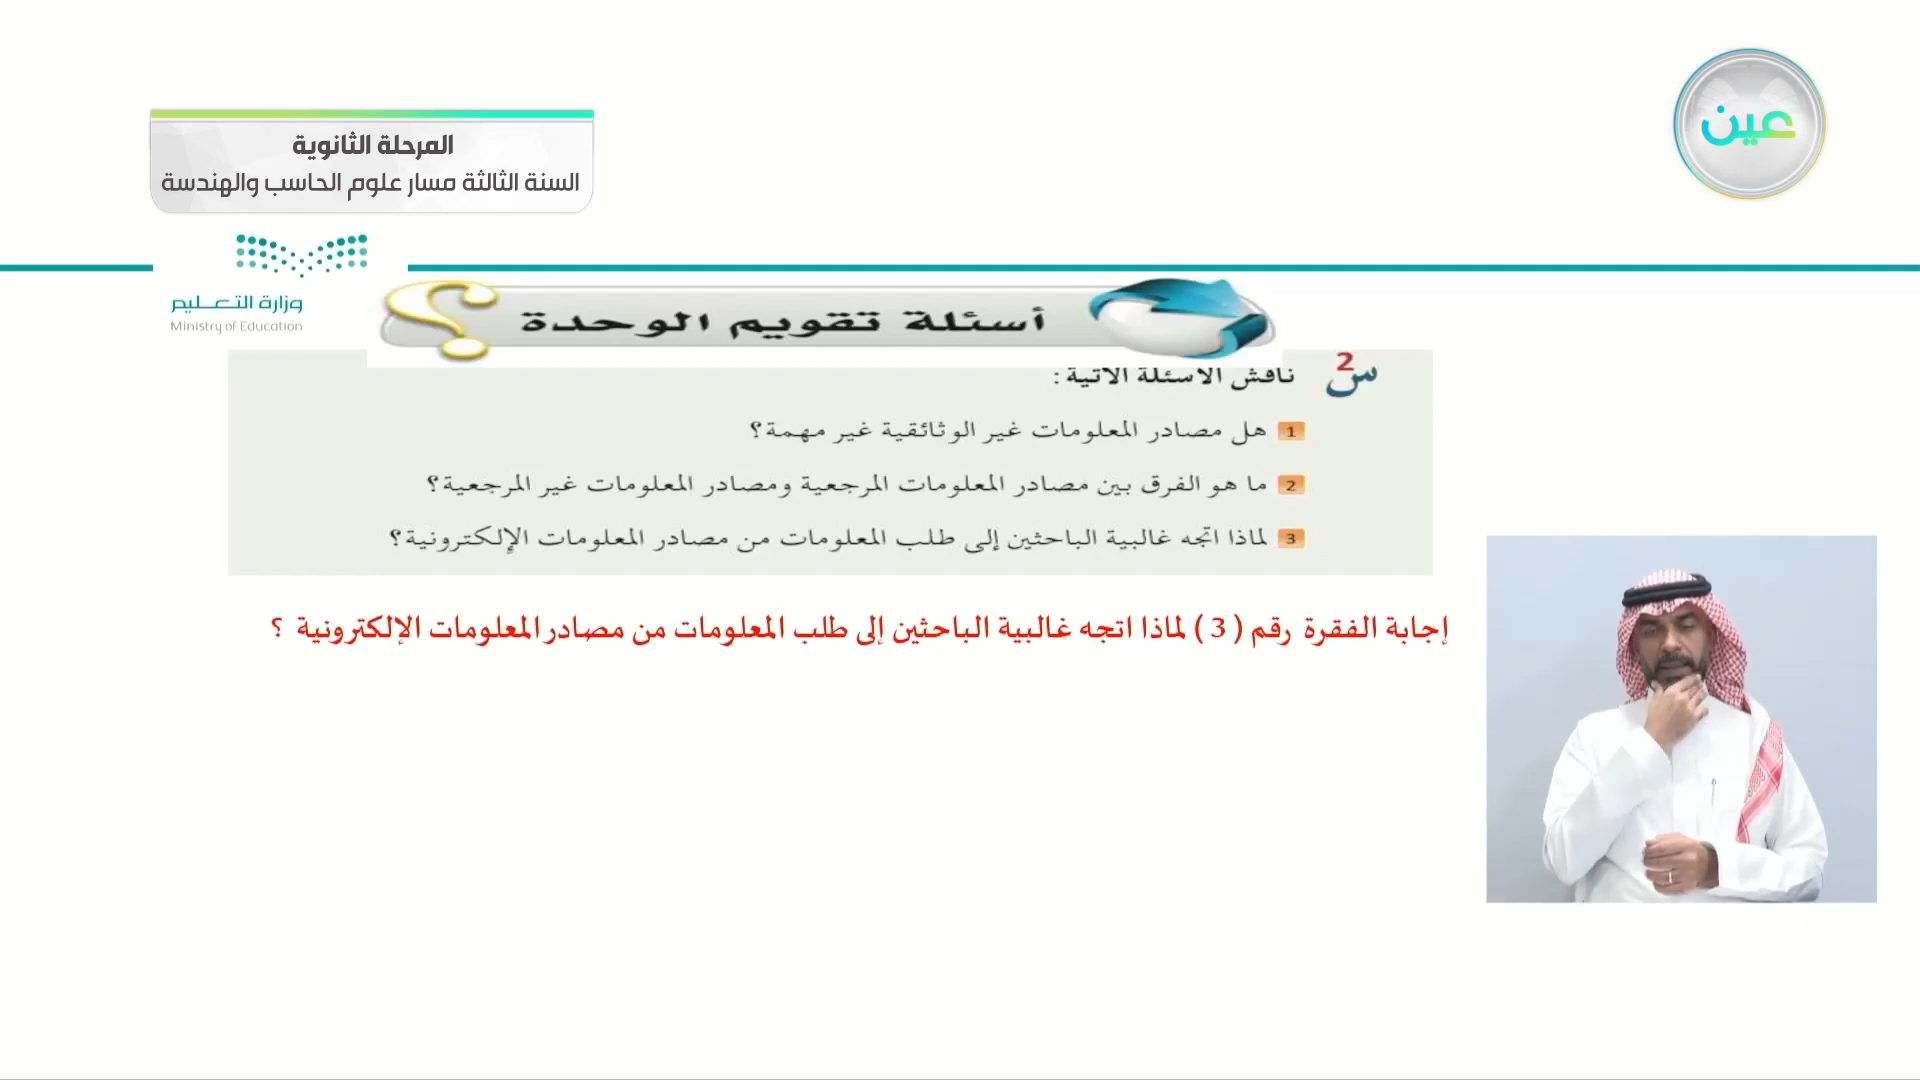 عين
المرحلة الثانوية
السنة الثالثة مسار علوم الحاسب والهندسة
وزارة التعـــليم
Ministry of Education
أسئلة تقويم الوحدة
س2 ناقش الأسئلة الآتية :
1 هل مصادر المعلومات غير الوثائقية غير مهمة؟
2 ما هو الفرق بين مصادر المعلومات المرجعية ومصادر المعلومات غير المرجعية؟
3 لماذا اتجه غالبية الباحثين إلى طلب المعلومات من مصادر المعلومات الإلكترونية؟
إجابة الفقرة رقم ( 3 ) لماذا اتجه غالبية الباحثين إلى طلب المعلومات من مصادر المعلومات الإلكترونية ؟